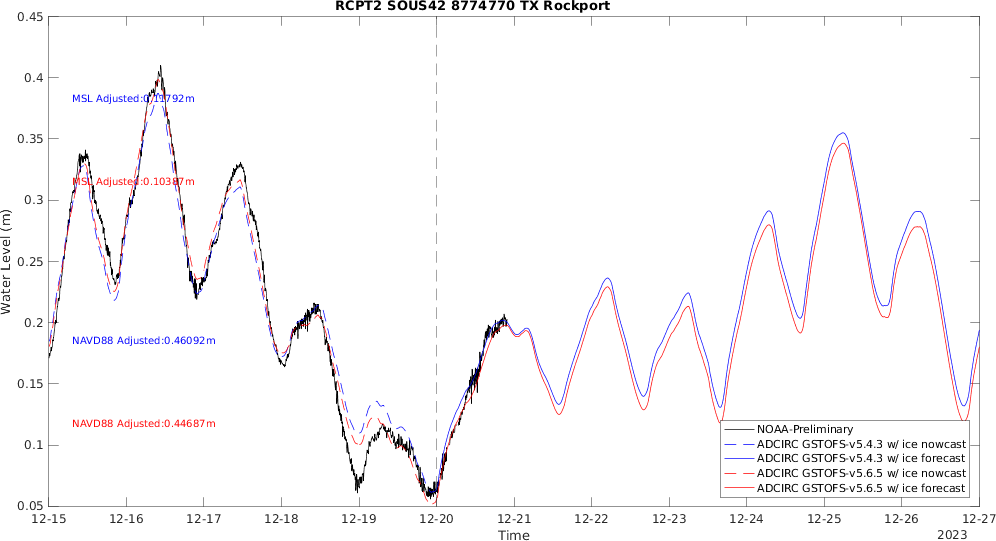 RCPT2 SOUS42 8774770 TX Rockport
0.45
0.4
0.35
0.3
0.25
0.2
0.15
0.1
0.05
Water Level (m)
MSL Adjusted:0.11792m
MSL Adjusted:0.10387m
NAVD88 Adjusted:0.46092m
NAVD88 Adjusted:0.44687m
NOAA-Preliminary
ADCIRC GSTOFS-v5.4.3 w/ ice nowcast
ADCIRC GSTOFS-v5.4.3 w/ ice forecast
ADCIRC GSTOFS-v5.6.5 w/ ice nowcast
ADCIRC GSTOFS-v5.6.5 w/ ice forecast
12-15 12-16 12-17 12-18 12-19 12-20 12-21 12-22 12-23 12-24 12-25 12-26 12-27
Time
2023